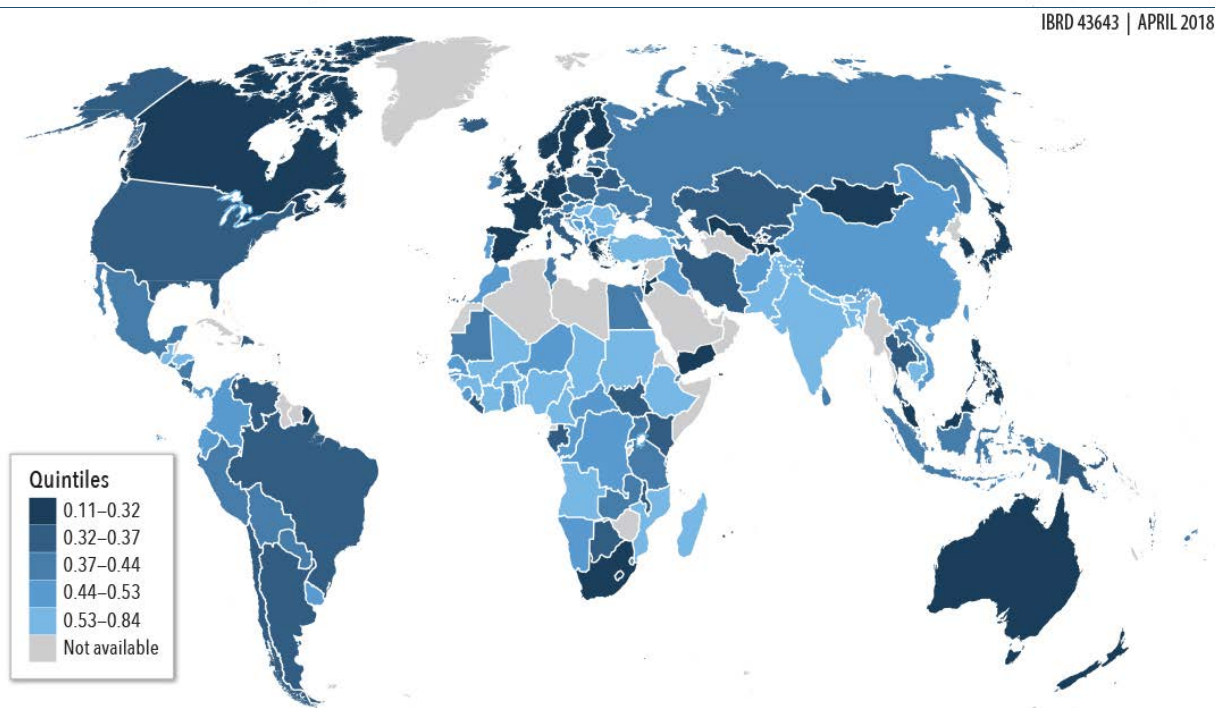 IBRD 43643 | APRIL 2018
Quintiles
0.11–0.32
0.32–0.37
0.37–0.44
0.44–0.53
0.53–0.84
Not available